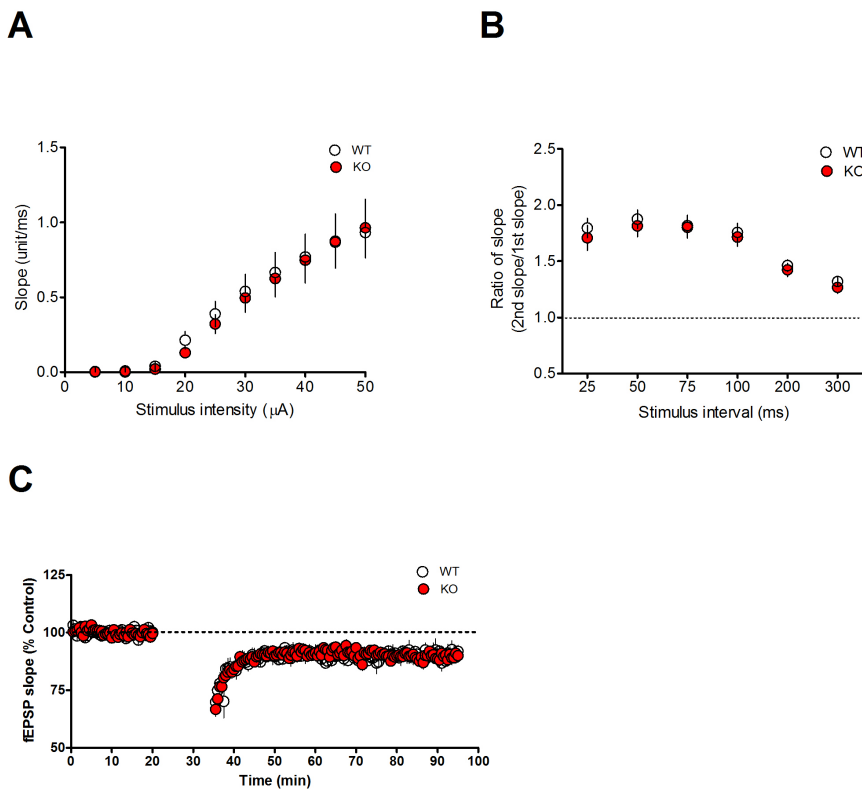 A
B
1.5
1.0
0.5
0.0
Slope (unit/ms)
WT
KO
0
10
20
30
40
50
Stimulus intensity (μA)
2.5
2.0
1.5
1.0
0.5
Ratio of slope
(2nd slope/1st slope)
WT
KO
25
50
75
100
200
300
Stimulus interval (ms)
C
125
100
75
50
fEPSP slope (% Control)
WT
KO
0
10
20
30
40
50
60
70
80
90
100
Time (min)